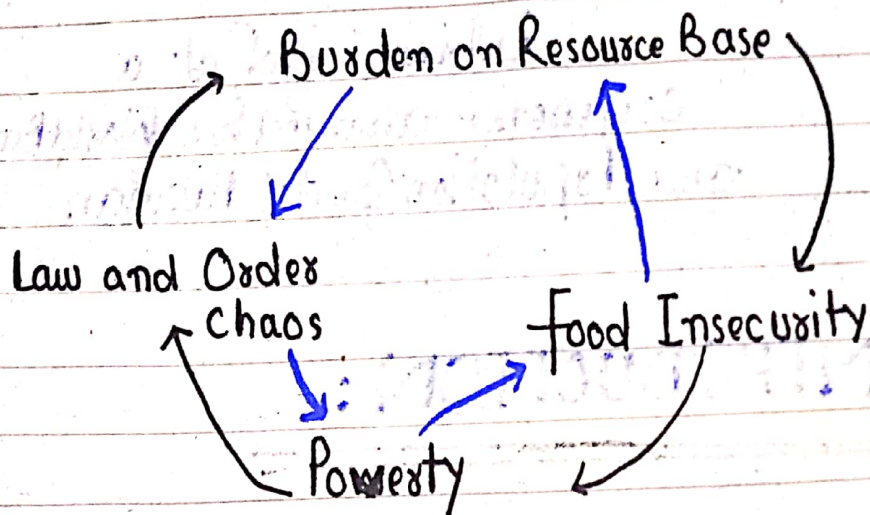 Burden on Resource Base
Law and Order
Chaos
Food Insecurity
Powerty